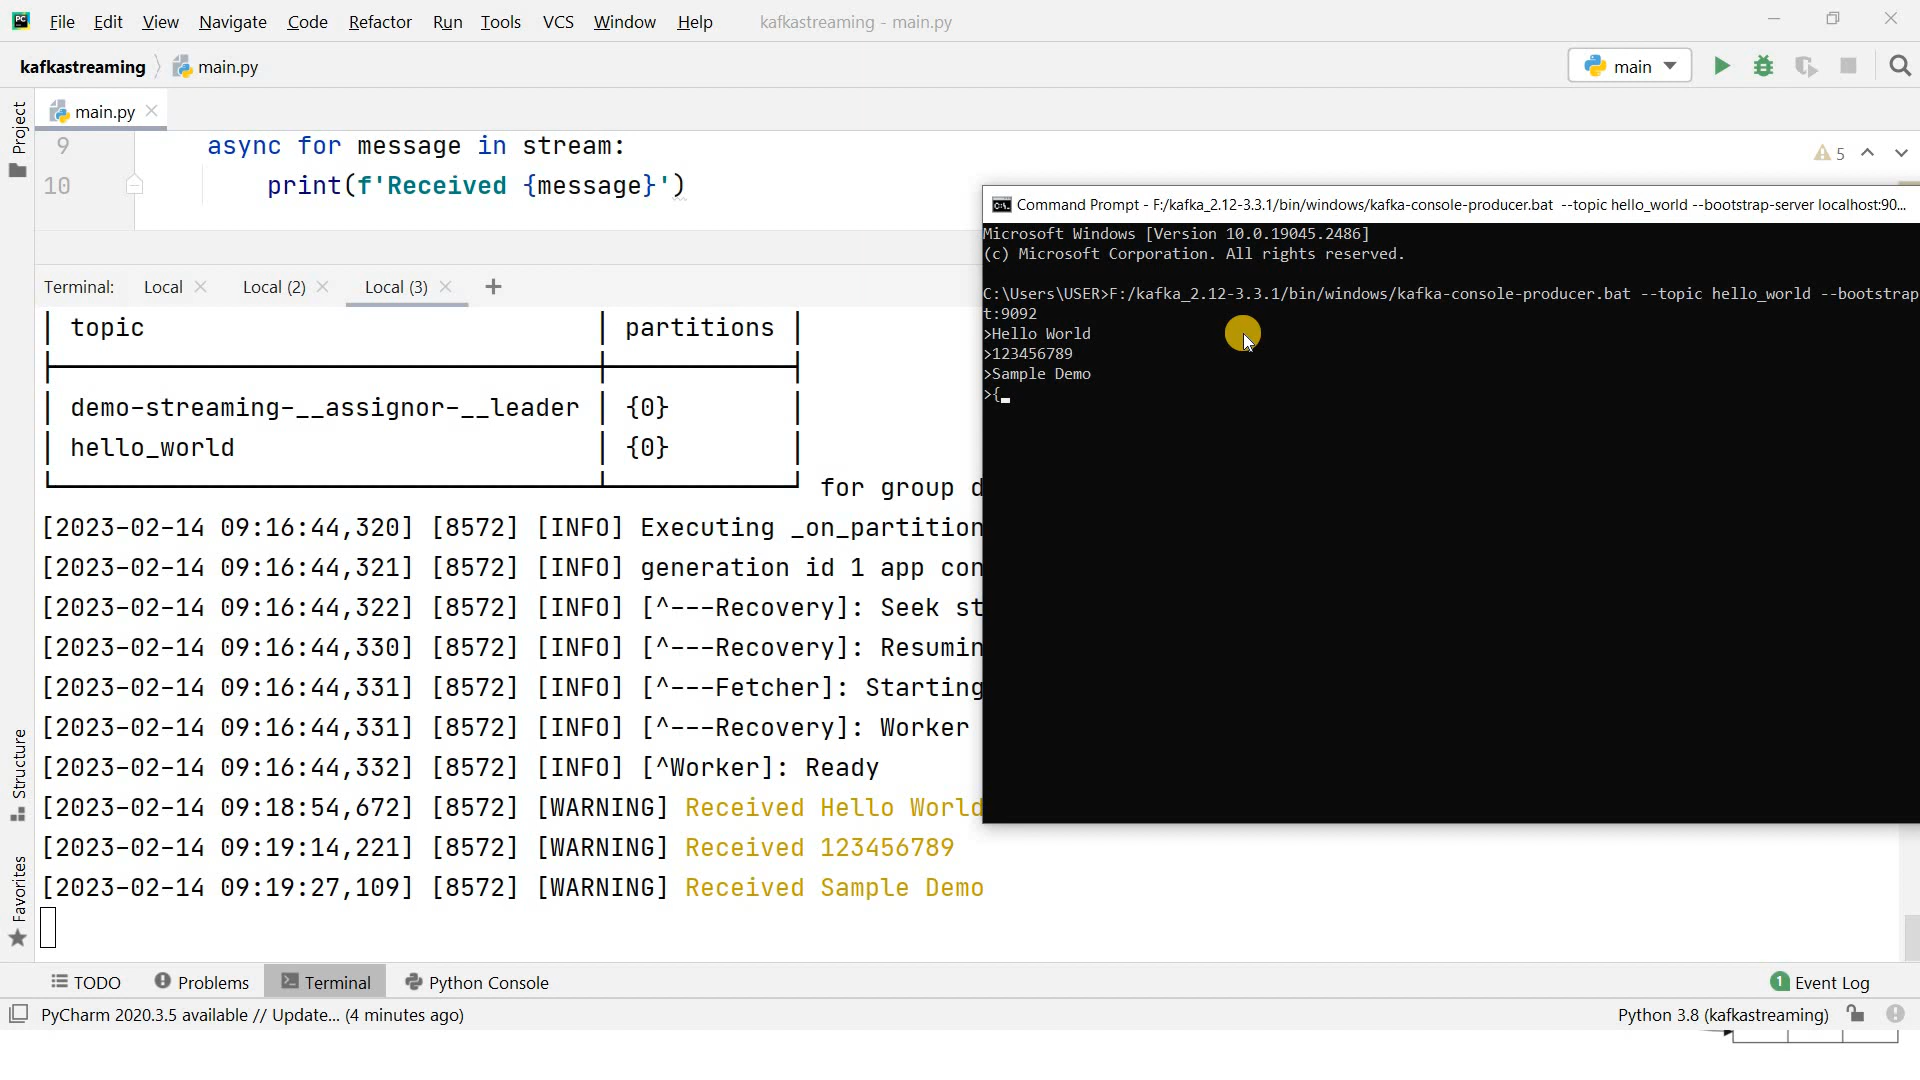 File Edit View Navigate Code Refactor Run Tools VCS Window Help kafkastreaming - main.py
kafkastreaming main.py main
Project
main.py
9 async for message in stream:
10 print(f'Received {message}')
5
Terminal: Local Local (2) Local (3)
topic partitions
demo-streaming-__assignor-__leader {0}
hello_world {0}
for group d
[2023-02-14 09:16:44,320] [8572] [INFO] Executing _on_partition
[2023-02-14 09:16:44,321] [8572] [INFO] generation id 1 app con
[2023-02-14 09:16:44,322] [8572] [INFO] [^---Recovery]: Seek st
[2023-02-14 09:16:44,330] [8572] [INFO] [^---Recovery]: Resumin
[2023-02-14 09:16:44,331] [8572] [INFO] [^---Fetcher]: Starting
[2023-02-14 09:16:44,331] [8572] [INFO] [^---Recovery]: Worker
[2023-02-14 09:16:44,332] [8572] [INFO] [^Worker]: Ready
[2023-02-14 09:18:54,672] [8572] [WARNING] Received Hello World
[2023-02-14 09:19:14,221] [8572] [WARNING] Received 123456789
[2023-02-14 09:19:27,109] [8572] [WARNING] Received Sample Demo
Command Prompt - F:/kafka_2.12-3.3.1/bin/windows/kafka-console-producer.bat --topic hello_world --bootstrap-server localhost:90...
Microsoft Windows [Version 10.0.19045.2486]
(c) Microsoft Corporation. All rights reserved.
C:\Users\USER>F:/kafka_2.12-3.3.1/bin/windows/kafka-console-producer.bat --topic hello_world --bootstrap
t:9092
>Hello World
>123456789
>Sample Demo
>{
Structure
Favorites
TODO Problems Terminal Python Console 1 Event Log
PyCharm 2020.3.5 available // Update... (4 minutes ago) Python 3.8 (kafkastreaming)